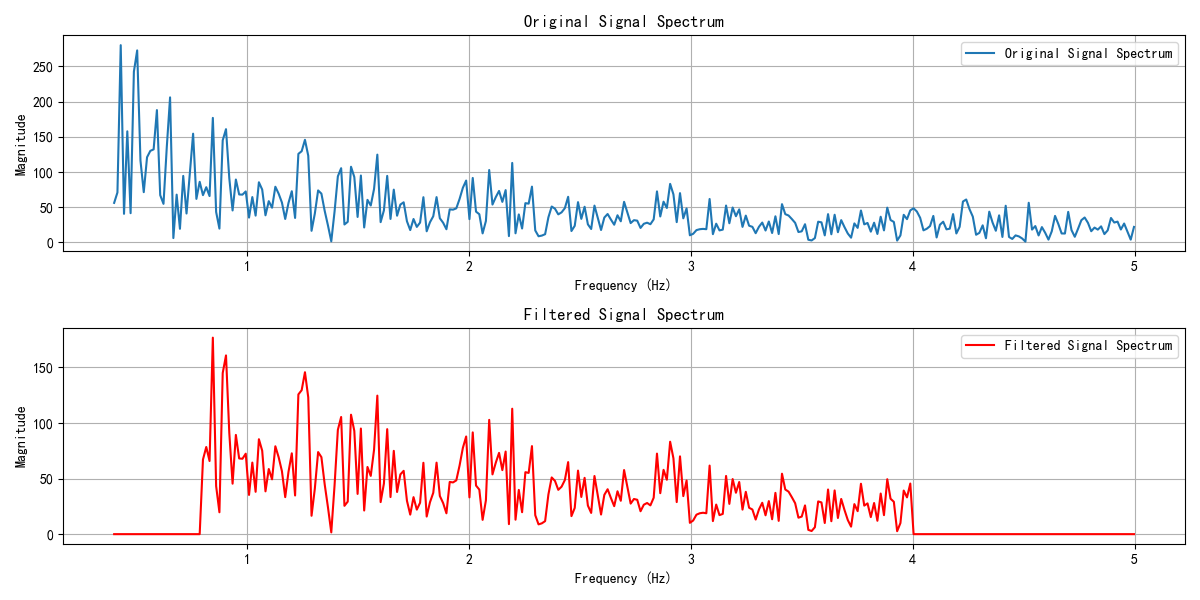 Original Signal Spectrum
Original Signal Spectrum
Magnitude
250
200
150
100
50
0
1
2
3
4
5
Frequency (Hz)
Filtered Signal Spectrum
Filtered Signal Spectrum
Magnitude
150
100
50
0
1
2
3
4
5
Frequency (Hz)